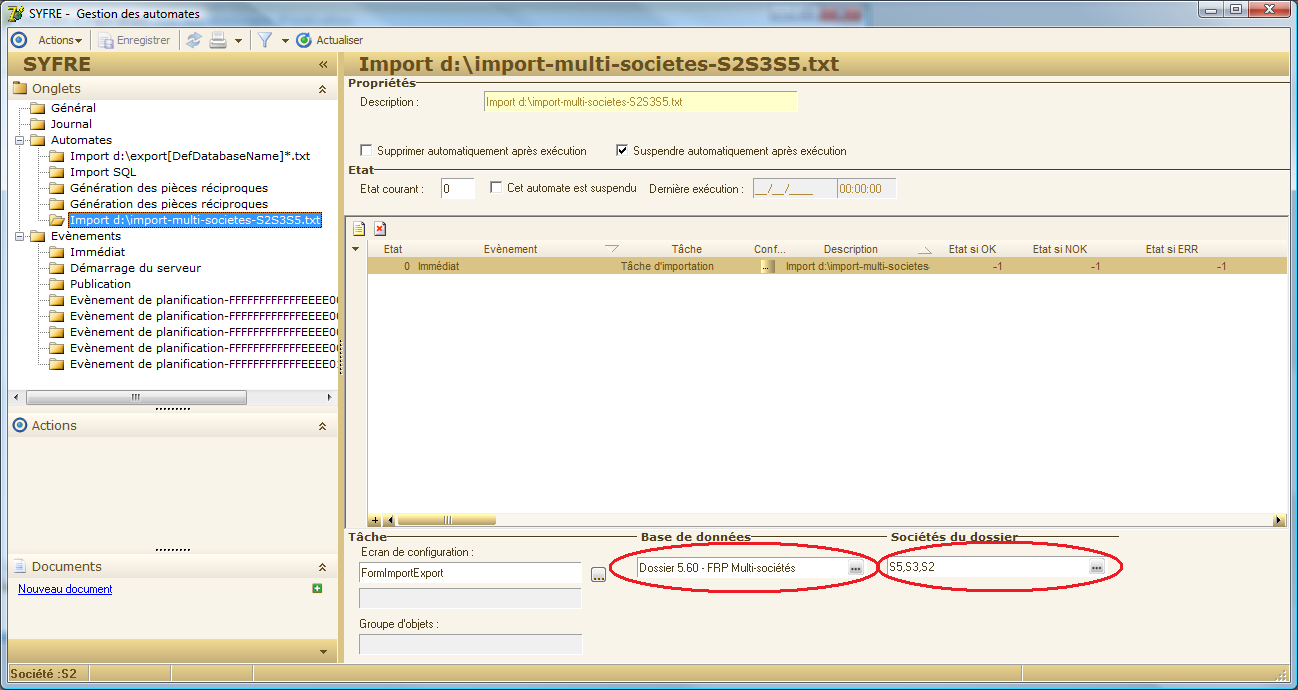 SYFRE - Gestion des automates
Actions Enregistrer Actualiser
SYFRE «
Onglets
Général
Journal
Automates
Import d:\export[DefDatabaseName]*.txt
Import SQL
Génération des pièces réciproques
Génération des pièces réciproques
Import d:\import-multi-societes-S2S3S5.txt
Evènements
Immédiat
Démarrage du serveur
Publication
Evènement de planification-FFFFFFFFFFFFEEEE00
Evènement de planification-FFFFFFFFFFFFEEEE00
Evènement de planification-FFFFFFFFFFFFEEEE00
Evènement de planification-FFFFFFFFFFFFEEEE00
Evènement de planification-FFFFFFFFFFFFEEEE0
Actions
Documents
Nouveau document
Import d:\import-multi-societes-S2S3S5.txt
Propriétés
Description : Import d:\import-multi-societes-S2S3S5.txt
Supprimer automatiquement après exécution Suspendre automatiquement après exécution
Etat
Etat courant : 0 Cet automate est suspendu Dernière exécution : __/__/____ 00:00:00
Etat Evènement Tâche Conf... Description Etat si OK Etat si NOK Etat si ERR
0 Immédiat Tâche d'importation ... Import d:\import-multi-societes -1 -1 -1
Tâche Base de données Sociétés du dossier
Ecran de configuration :
FormImportExport ... Dossier 5.60 - FRP Multi-sociétés ... S5,S3,S2 ...
Groupe d'objets :
Société :S2